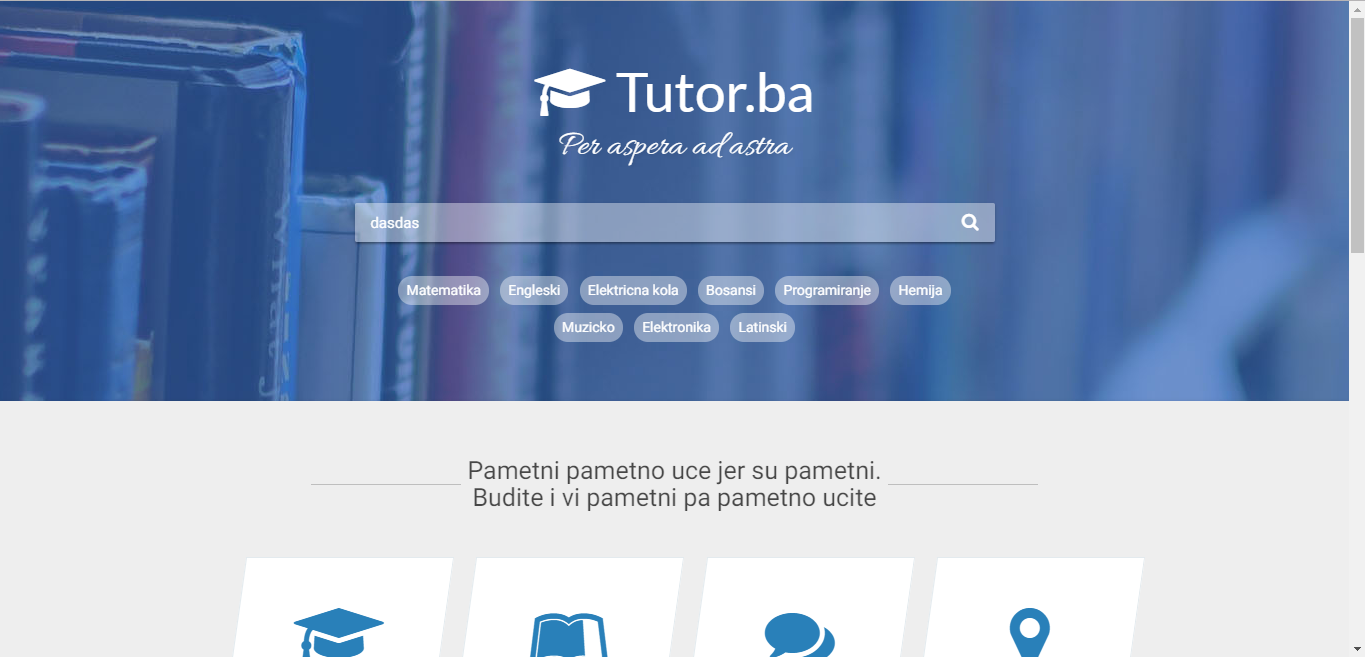 Tutor.ba
Per aspera ad astra
dasdas
Matematika Engleski Elektricna kola Bosansi Programiranje Hemija
Muzicko Elektronika Latinski
Pametni pametno uce jer su pametni.
Budite i vi pametni pa pametno ucite